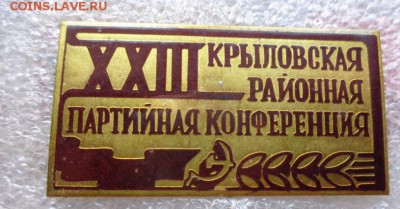 COINS.LAVE.RU
XXIII КРЫЛОВСКАЯ
РАЙОННАЯ
ПАРТИЙНАЯ КОНФЕРЕНЦИЯ